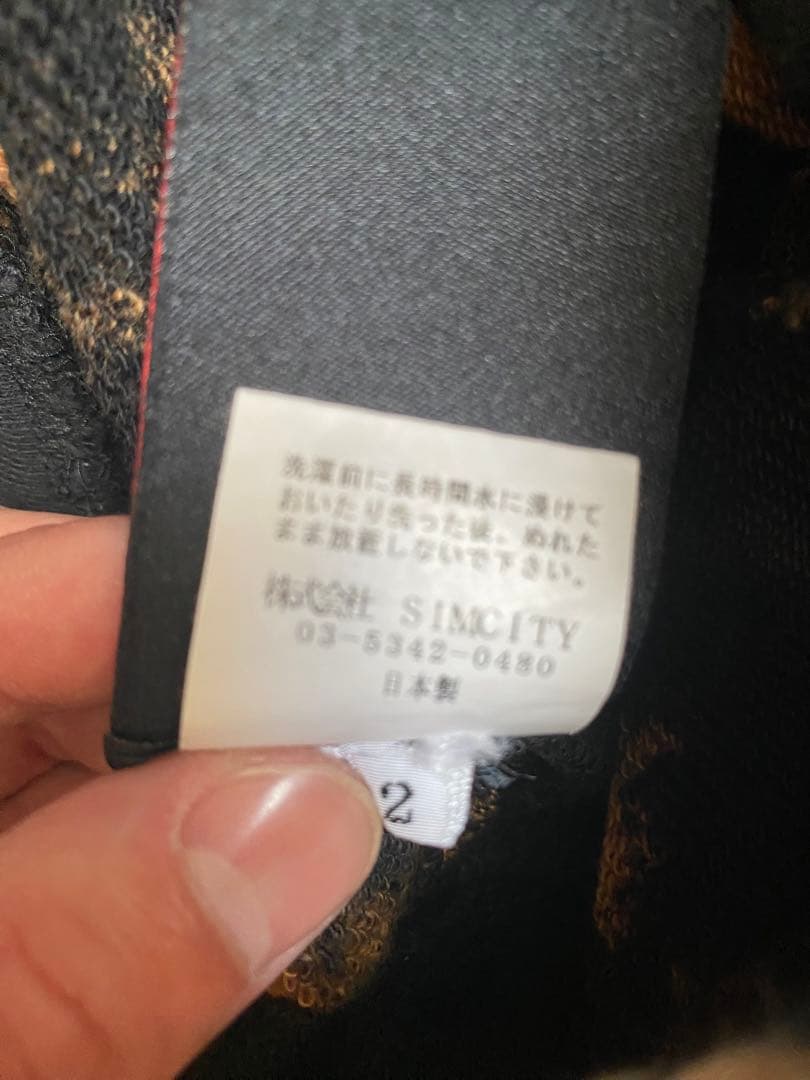 洗濯前に長時間水に漬けて
おいたり洗った後、ぬれた
まま放置しないで下さい。
株式会社 SIMCITY
03-5342-0480
日本製
2